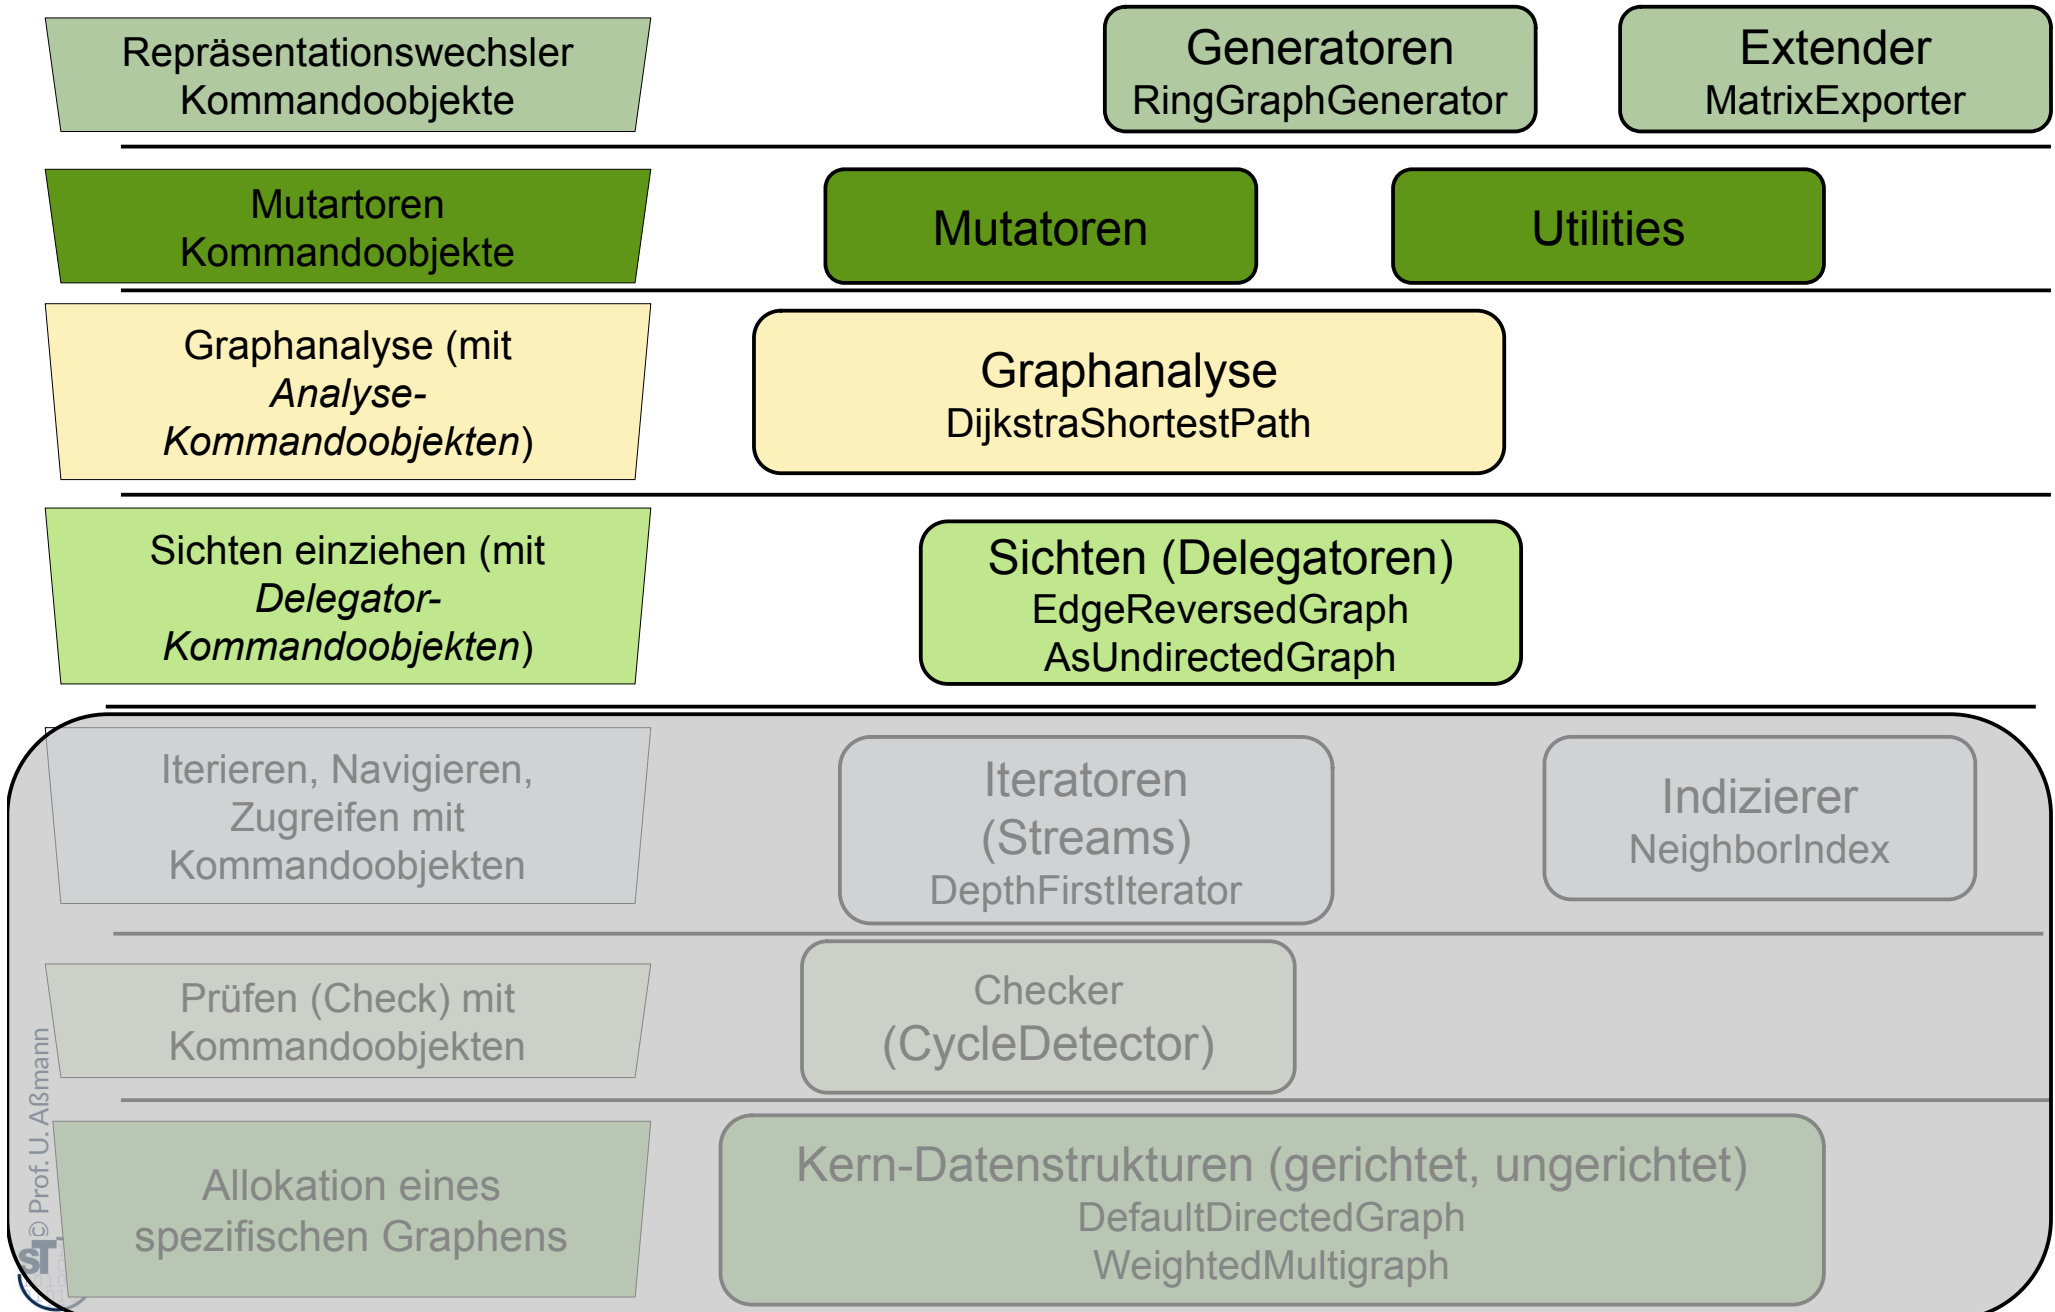 Repräsentationswechsler
Kommandoobjekte
Generatoren
RingGraphGenerator
Extender
MatrixExporter
Mutartoren
Kommandoobjekte
Mutatoren
Utilities
Graphanalyse (mit
Analyse-
Kommandoobjekten)
Graphanalyse
DijkstraShortestPath
Sichten einziehen (mit
Delegator-
Kommandoobjekten)
Sichten (Delegatoren)
EdgeReversedGraph
AsUndirectedGraph
Iterieren, Navigieren,
Zugreifen mit
Kommandoobjekten
Iteratoren
(Streams)
DepthFirstIterator
Indizierer
NeighborIndex
Prüfen (Check) mit
Kommandoobjekten
Checker
(CycleDetector)
Allokation eines
spezifischen Graphens
Kern-Datenstrukturen (gerichtet, ungerichtet)
DefaultDirectedGraph
WeightedMultigraph
© Prof. U. Aßmann
ST